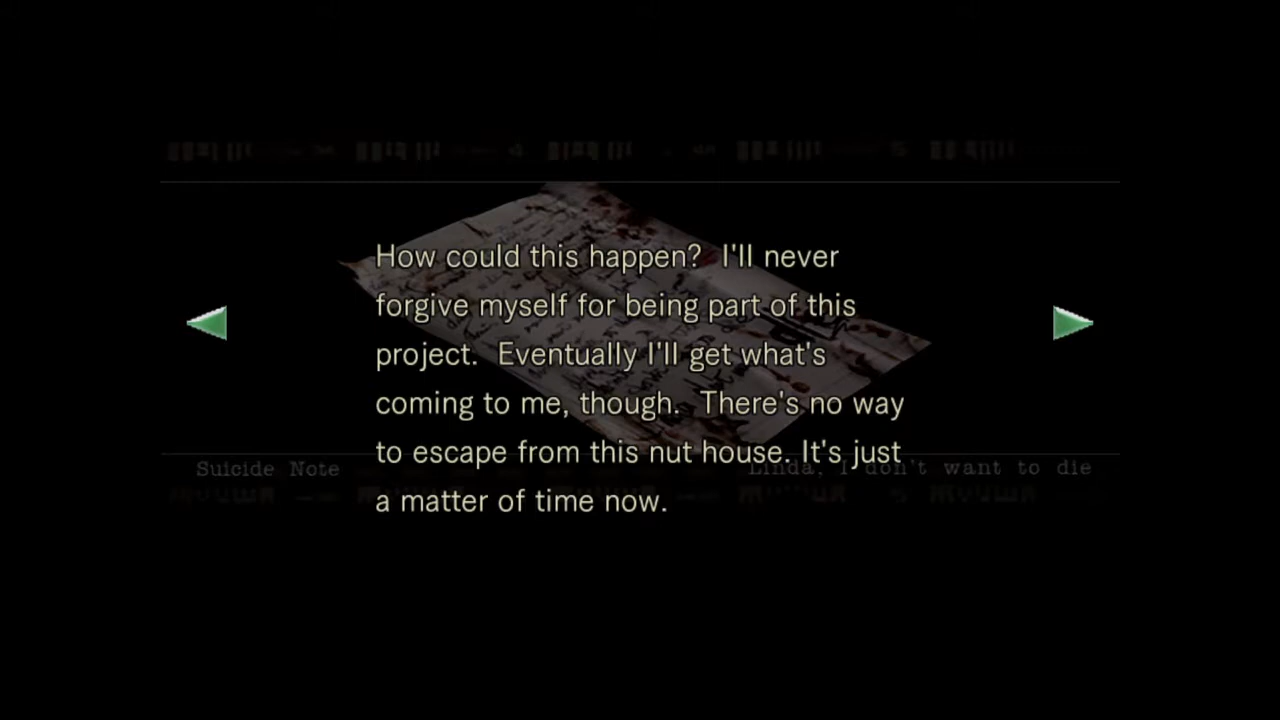 How could this happen?  I'll never
forgive myself for being part of this
project.  Eventually I'll get what's
coming to me, though.  There's no way
to escape from this nut house. It's just
a matter of time now.
Suicide Note
Linda, I don't want to die